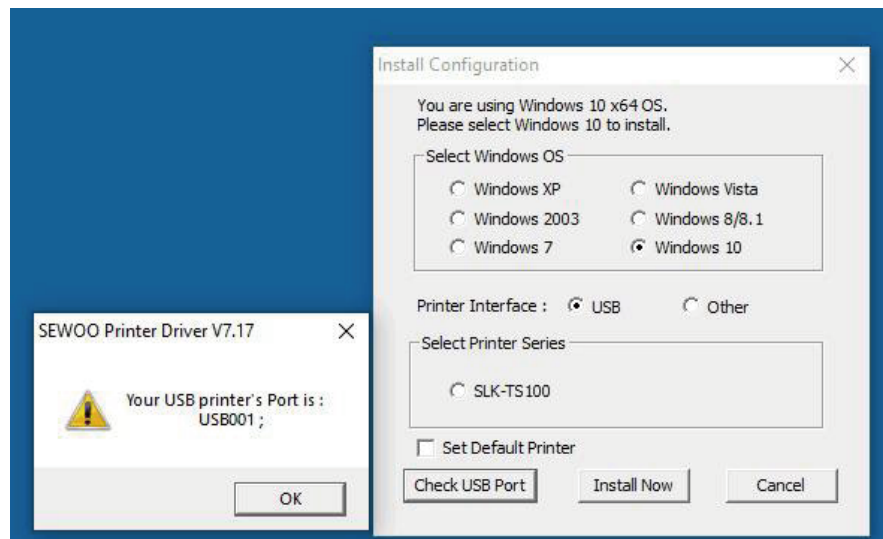 Install Configuration
You are using Windows 10 x64 OS.
Please select Windows 10 to install.
Select Windows OS
Windows XP
Windows Vista
Windows 2003
Windows 8/8.1
Windows 7
Windows 10
Printer Interface :
USB
Other
Select Printer Series
SLK-TS100
Set Default Printer
Check USB Port
Install Now
Cancel
SEWOO Printer Driver V7.17
Your USB printer's Port is :
USB001 ;
OK